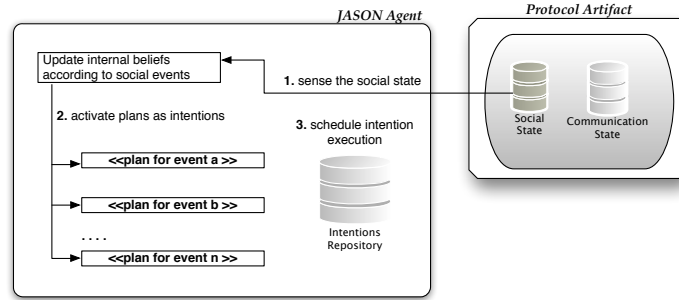 JASON Agent
Protocol Artifact
Update internal beliefs
according to social events
1. sense the social state
2. activate plans as intentions
3. schedule intention
execution
<<plan for event a >>
<<plan for event b >>
. . . .
<<plan for event n >>
Intentions
Repository
Social
State
Communication
State